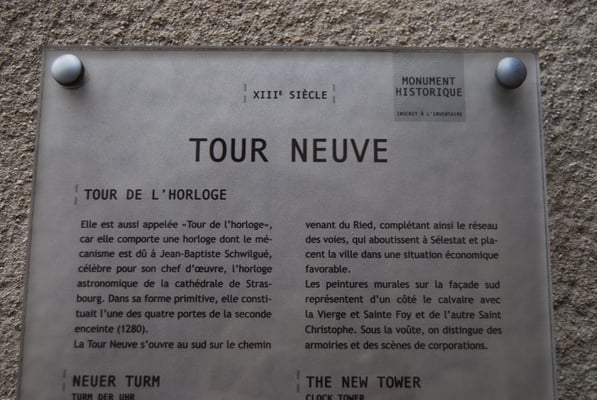 XIIIe SIÈCLE
MONUMENT
HISTORIQUE
INSCRIT À L'INVENTAIRE
TOUR NEUVE
TOUR DE L'HORLOGE
Elle est aussi appelée «Tour de l'horloge»,
car elle comporte une horloge dont le mé-
canisme est dû à Jean-Baptiste Schwilgué,
célèbre pour son chef d'œuvre, l'horloge
astronomique de la cathédrale de Stras-
bourg. Dans sa forme primitive, elle consti-
tuait l'une des quatre portes de la seconde
enceinte (1280).
La Tour Neuve s'ouvre au sud sur le chemin
venant du Ried, complétant ainsi le réseau
des voies, qui aboutissent à Sélestat et pla-
cent la ville dans une situation économique
favorable.
Les peintures murales sur la façade sud
représentent d'un côté le calvaire avec
la Vierge et Sainte Foy et de l'autre Saint
Christophe. Sous la voûte, on distingue des
armoiries et des scènes de corporations.
NEUER TURM
TURM DER UHR
THE NEW TOWER
CLOCK TOWER